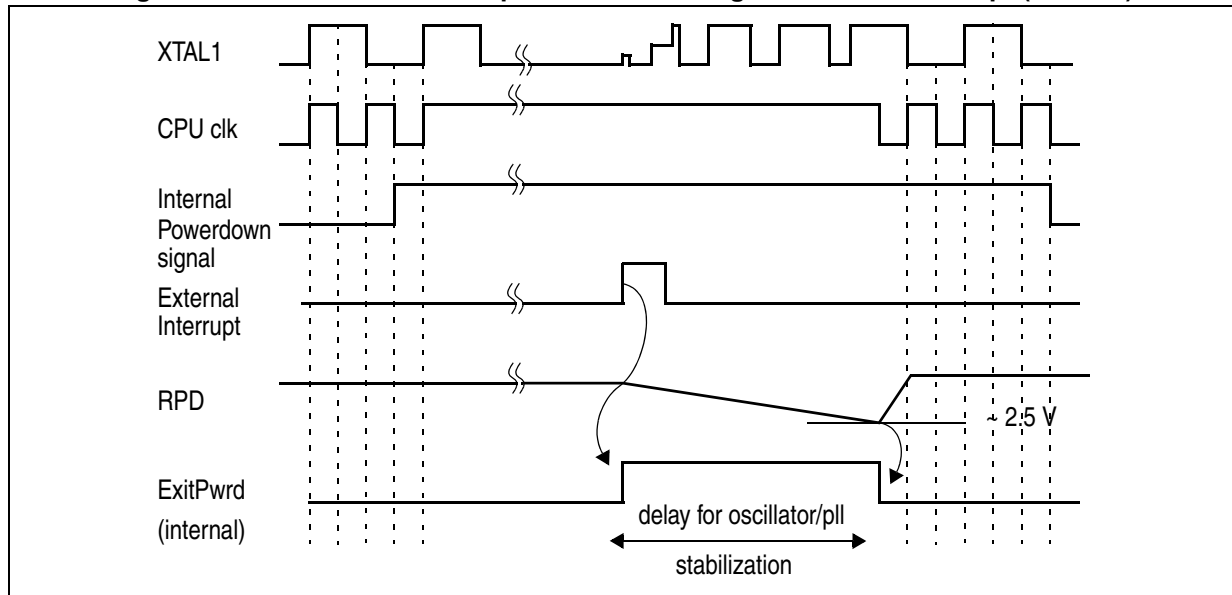 XTAL1
CPU clk
Internal
Powerdown
signal
External
Interrupt
RPD
~ 2.5 V
ExitPwrd
(internal)
delay for oscillator/pll
stabilization